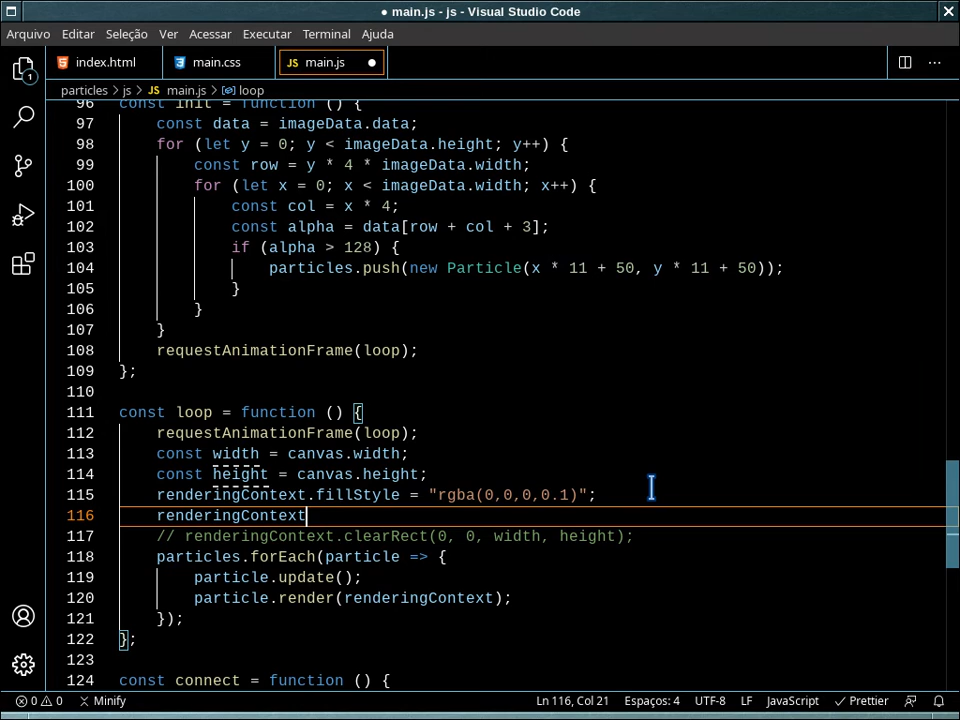 ● main.js - js - Visual Studio Code
Arquivo Editar Seleção Ver Acessar Executar Terminal Ajuda
index.html main.css JS main.js ●
particles > js > JS main.js > loop
96 const init = function () {
97 const data = imageData.data;
98 for (let y = 0; y < imageData.height; y++) {
99 const row = y * 4 * imageData.width;
100 for (let x = 0; x < imageData.width; x++) {
101 const col = x * 4;
102 const alpha = data[row + col + 3];
103 if (alpha > 128) {
104 particles.push(new Particle(x * 11 + 50, y * 11 + 50));
105 }
106 }
107 }
108 requestAnimationFrame(loop);
109 };
110
111 const loop = function () {
112 requestAnimationFrame(loop);
113 const width = canvas.width;
114 const height = canvas.height;
115 renderingContext.fillStyle = "rgba(0,0,0,0.1)";
116 renderingContext
117 // renderingContext.clearRect(0, 0, width, height);
118 particles.forEach(particle => {
119 particle.update();
120 particle.render(renderingContext);
121 });
122 };
123
124 const connect = function () {
1
0 0 Minify Ln 116, Col 21 Espaços: 4 UTF-8 LF JavaScript Prettier